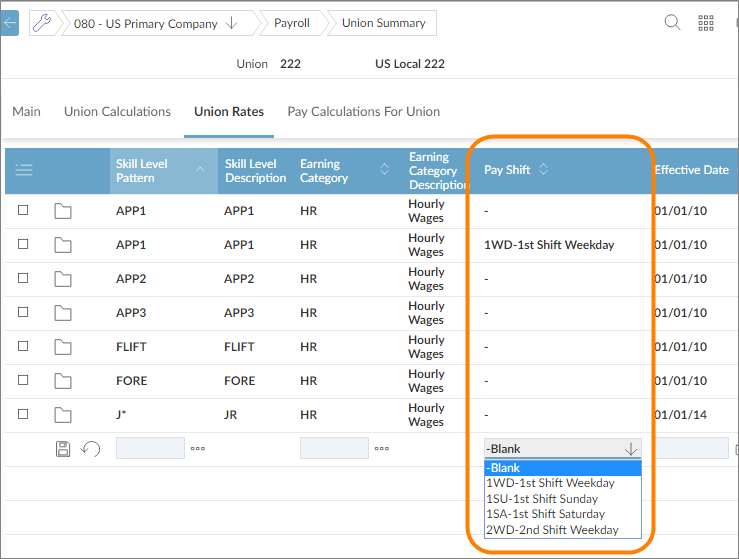 080 - US Primary Company Payroll Union Summary
Union 222 US Local 222
Main Union Calculations Union Rates Pay Calculations For Union
Skill Level Pattern Skill Level Description Earning Category Earning Category Description Pay Shift Effective Date
APP1 APP1 HR Hourly Wages - 01/01/10
APP1 APP1 HR Hourly Wages 1WD-1st Shift Weekday 01/01/10
APP2 APP2 HR Hourly Wages - 01/01/10
APP3 APP3 HR Hourly Wages - 01/01/10
FLIFT FLIFT HR Hourly Wages - 01/01/10
FORE FORE HR Hourly Wages - 01/01/10
J* JR HR Hourly Wages - 01/01/14
-Blank
-Blank
1WD-1st Shift Weekday
1SU-1st Shift Sunday
1SA-1st Shift Saturday
2WD-2nd Shift Weekday